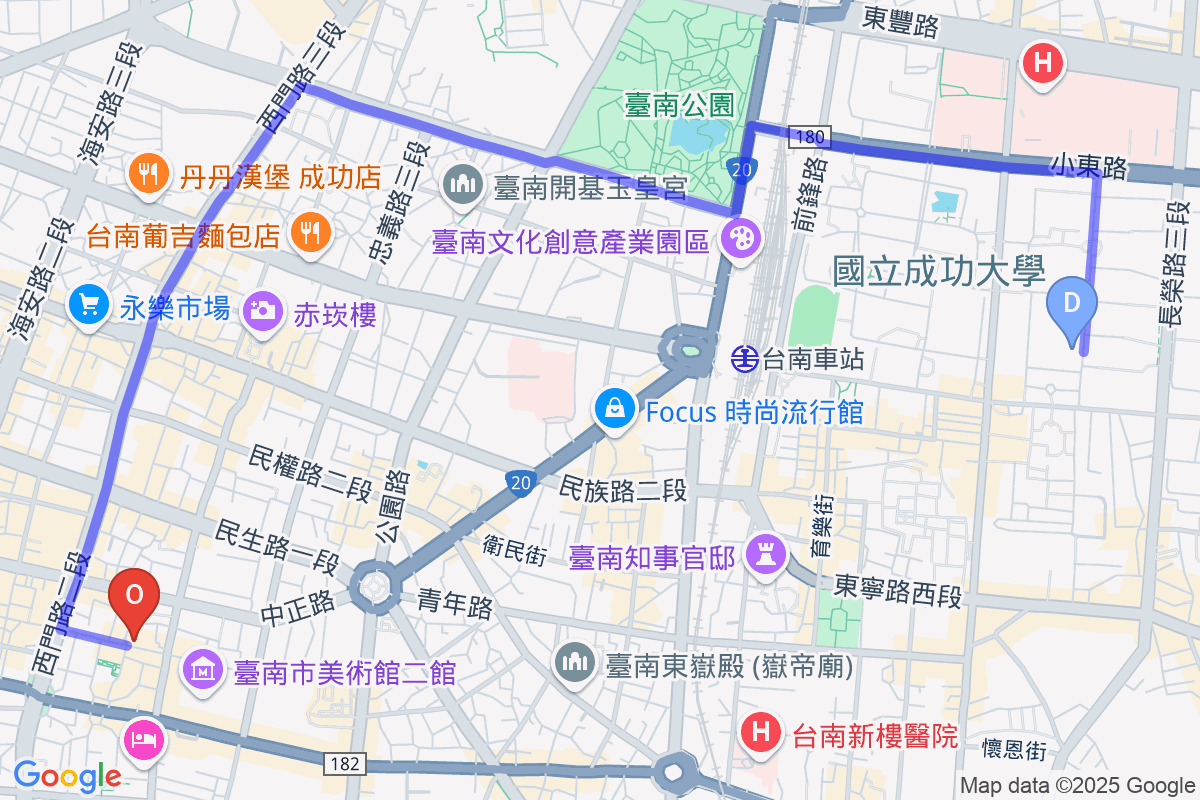 東豐路
H
西門路三段
海安路三段
臺南公園
180
小東路
丹丹漢堡 成功店
忠義路三段
臺南開基玉皇宮
20
前鋒路
台南葡吉麵包店
臺南文化創意產業園區
長榮路三段
國立成功大學
海安路二段
永樂市場
赤崁樓
D
台南車站
Focus 時尚流行館
民權路二段
20
民族路二段
公園路
育樂街
民生路一段
衛民街
臺南知事官邸
西門路二段
O
中正路
青年路
東寧路西段
臺南市美術館二館
臺南東嶽殿 (嶽帝廟)
H
台南新樓醫院
懷恩街
182
Google
Map data ©2025 Google